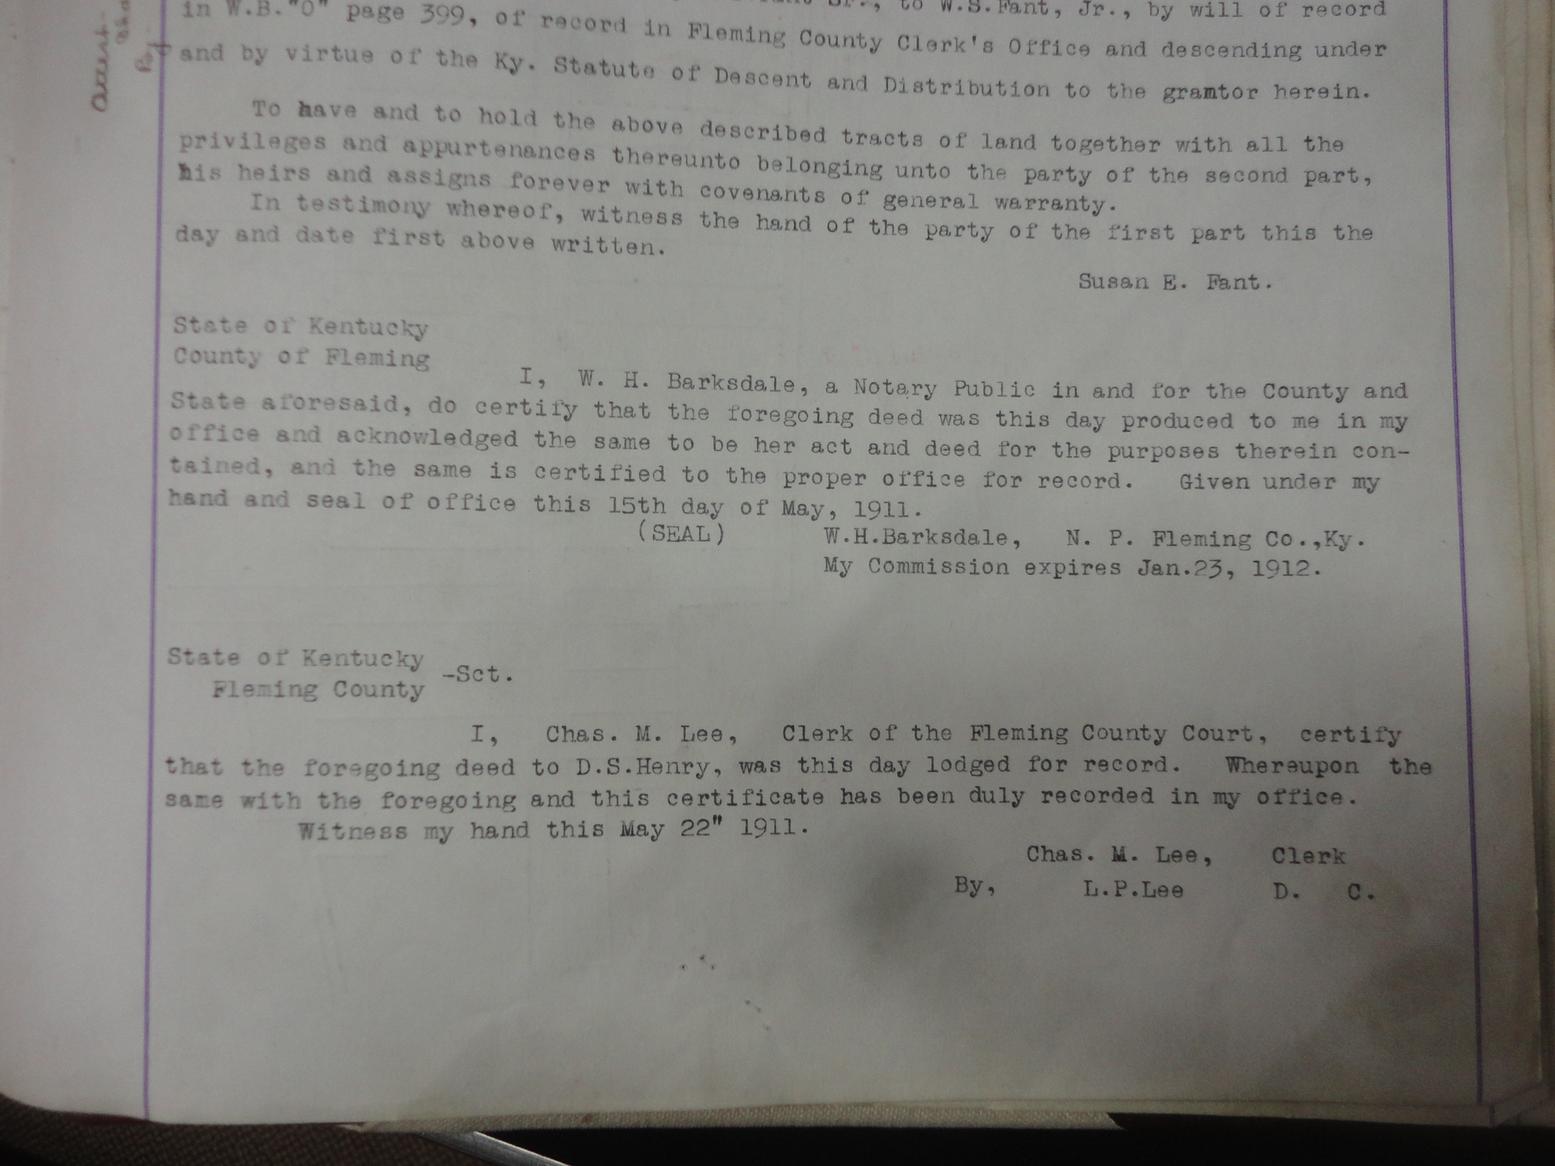 Sr., to W.S.Fant, Jr., by will of record
in W.B."O" page 399, of record in Fleming County Clerk's Office and descending under
and by virtue of the Ky. Statute of Descent and Distribution to the gramtor herein.
To have and to hold the above described tracts of land together with all the
privileges and appurtenances thereunto belonging unto the party of the second part,
his heirs and assigns forever with covenants of general warranty.
In testimony whereof, witness the hand of the party of the first part this the
day and date first above written.
Susan E. Fant.
State of Kentucky
County of Fleming
I, W. H. Barksdale, a Notary Public in and for the County and
State aforesaid, do certify that the foregoing deed was this day produced to me in my
office and acknowledged the same to be her act and deed for the purposes therein con-
tained, and the same is certified to the proper office for record. Given under my
hand and seal of office this 15th day of May, 1911.
(SEAL) W.H.Barksdale, N. P. Fleming Co.,Ky.
My Commission expires Jan.23, 1912.
State of Kentucky
-Sct.
Fleming County
I, Chas. M. Lee, Clerk of the Fleming County Court, certify
that the foregoing deed to D.S.Henry, was this day lodged for record. Whereupon the
same with the foregoing and this certificate has been duly recorded in my office.
Witness my hand this May 22" 1911.
Chas. M. Lee, Clerk
By, L.P.Lee D. C.